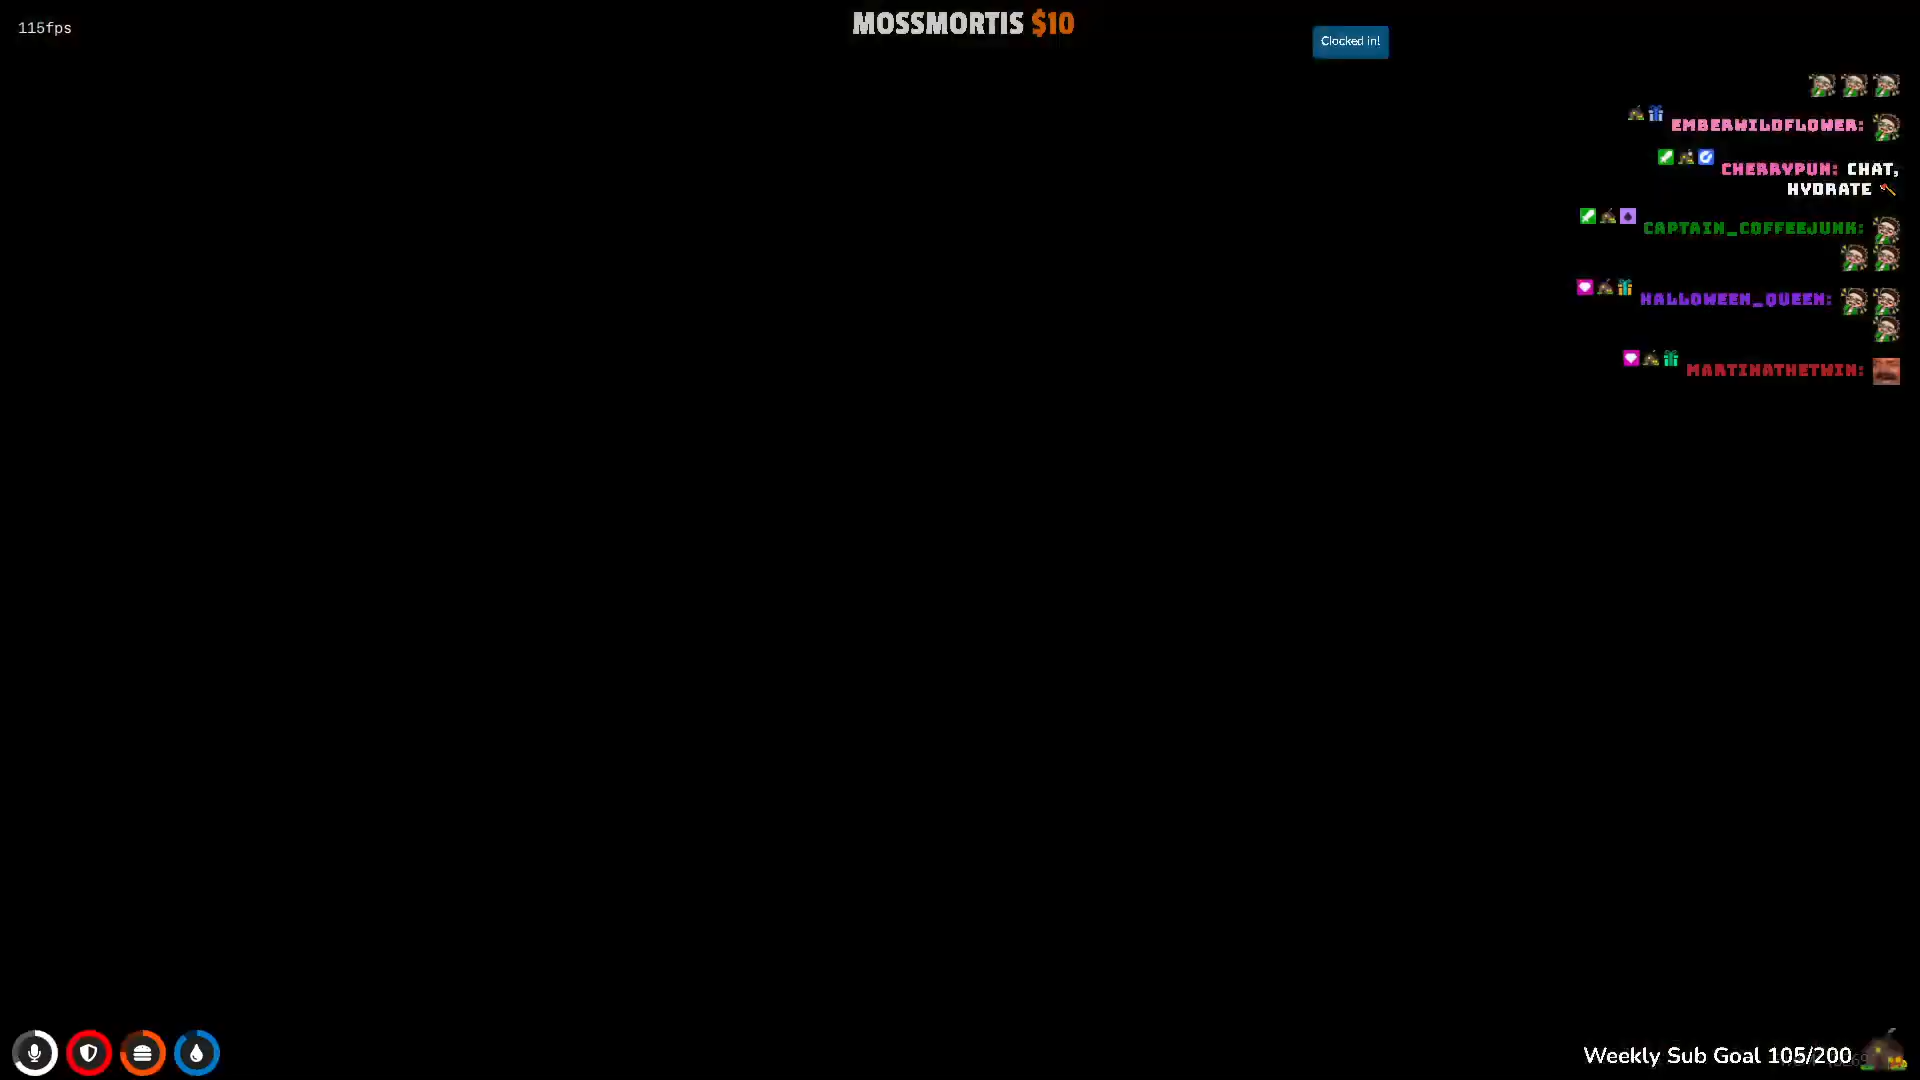 115fps
MOSSMORTIS $10
Clocked in!
EMBERWILDFLOWER:
CHERRYPUN: CHAT,
HYDRATE
CAPTAIN_COFFEEJUNK:
HALLOWEEN_QUEEN:
MARTINATHETWIN:
Weekly Sub Goal 105/200